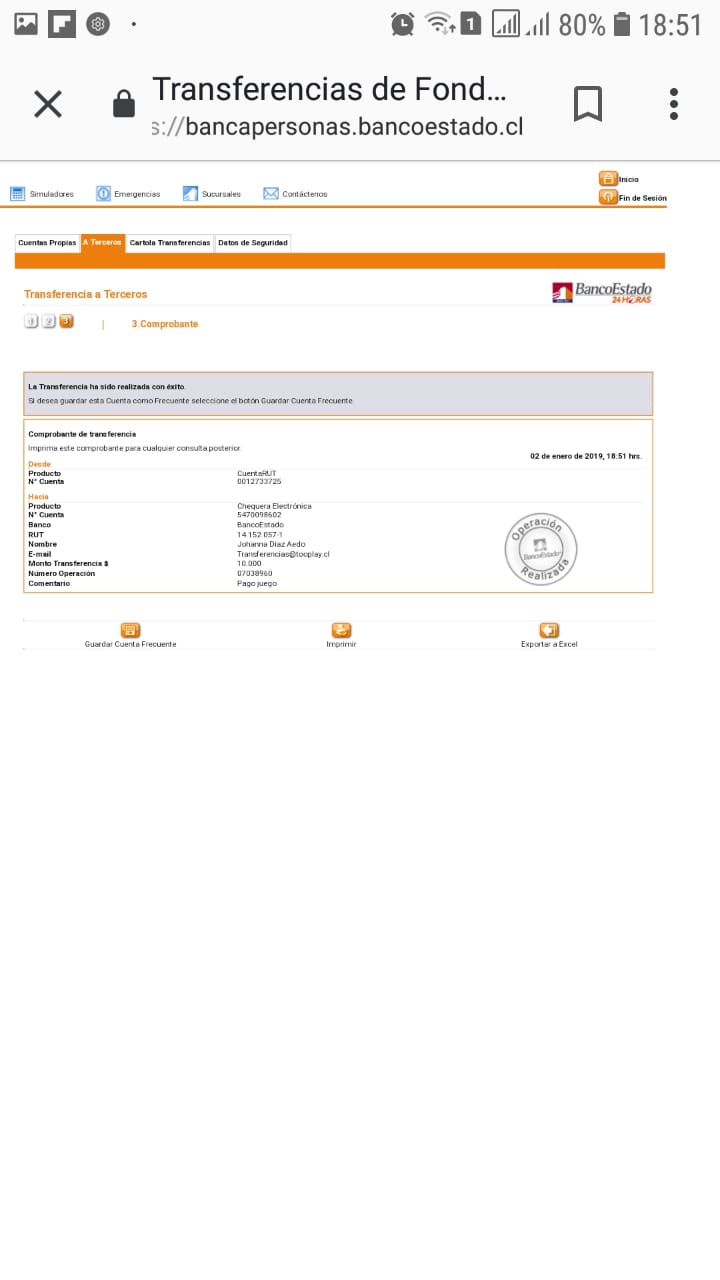 1 80% 18:51
Transferencias de Fond...
s://bancapersonas.bancoestado.cl
Simuladores Emergencias Sucursales Contáctenos
Inicio
Fin de Sesión
Cuentas Propias A Terceros Cartola Transferencias Datos de Seguridad
Transferencia a Terceros
BancoEstado
24 HORAS
1 2 3 | 3.Comprobante
La Transferencia ha sido realizada con éxito.
Si desea guardar esta Cuenta como Frecuente seleccione el botón Guardar Cuenta Frecuente.
Comprobante de transferencia
Imprima este comprobante para cualquier consulta posterior.
02 de enero de 2019, 18:51 hrs.
Desde
Producto CuentaRUT
N° Cuenta 0012733725
Hacia
Producto Chequera Electrónica
N° Cuenta 5470098602
Banco BancoEstado
RUT 14.152.057-1
Nombre Johanna Diaz Aedo
E-mail Transferencias@tocplay.cl
Monto Transferencia $ 10.000
Número Operación 07038960
Comentario Pago juego
Operación
BancoEstado
Realizada
Guardar Cuenta Frecuente Imprimir Exportar a Excel